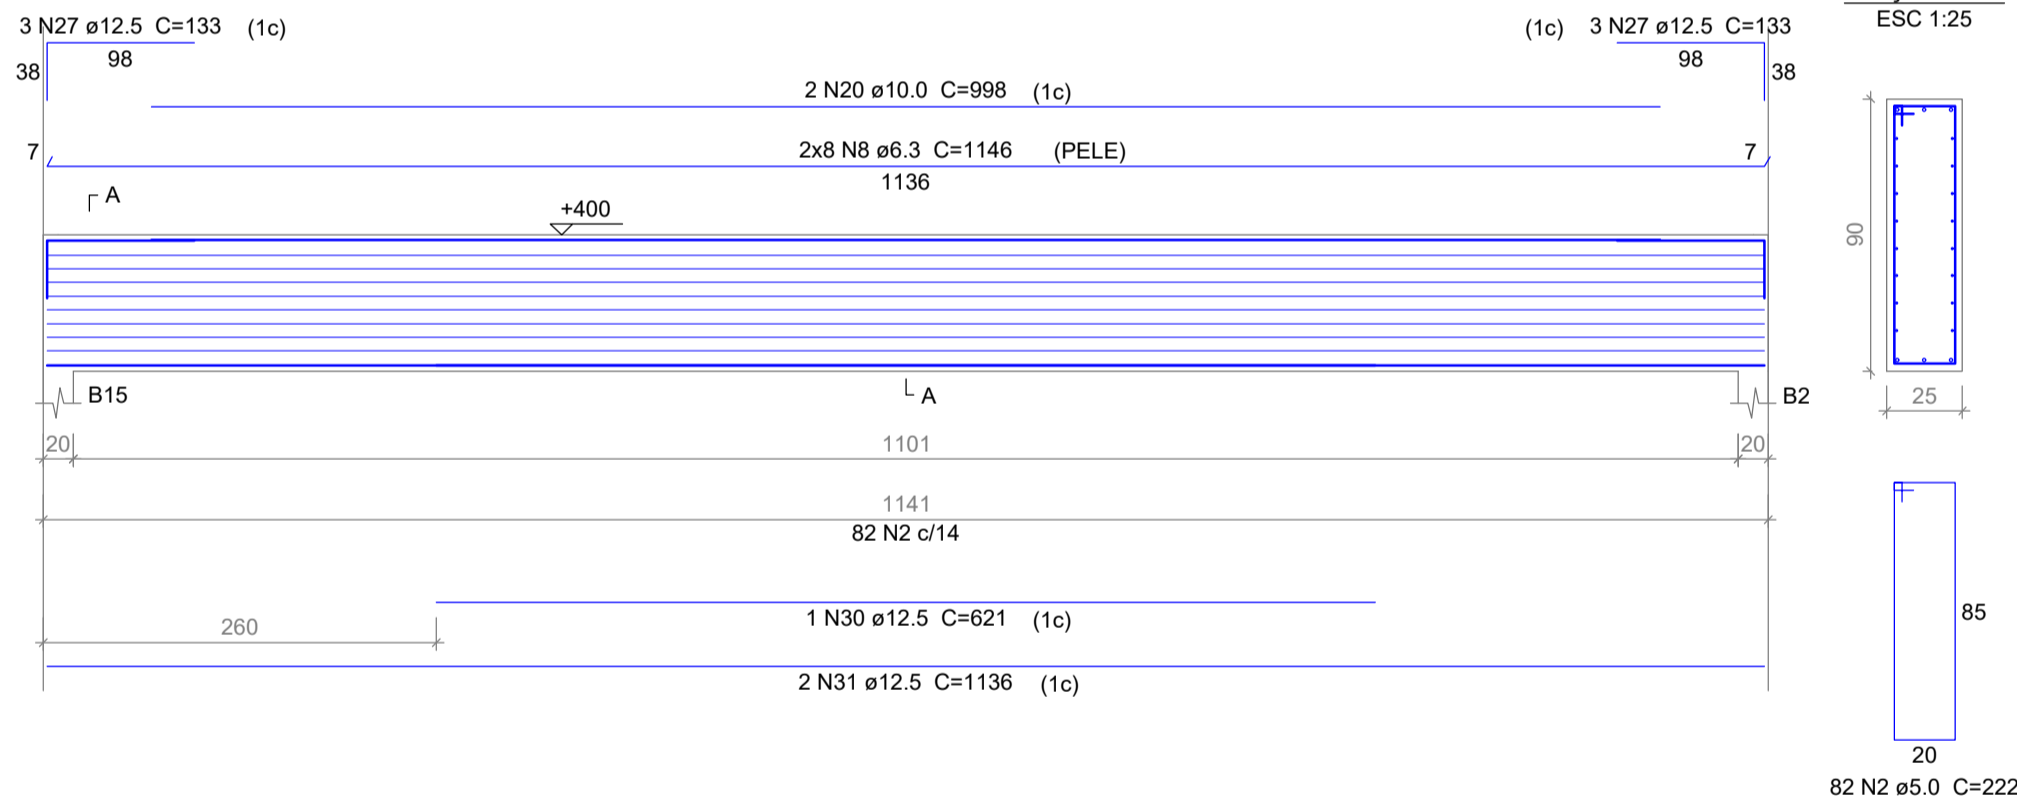 3 N27 ø12.5 C=133 (1c)
98
38
(1c) 3 N27 ø12.5 C=133
98
38
ESC 1:25
2 N20 ø10.0 C=998 (1c)
7
2x8 N8 ø6.3 C=1146 (PELE)
7
1136
A
+400
90
B15
A
B2
25
20
1101
20
1141
82 N2 c/14
1 N30 ø12.5 C=621 (1c)
260
2 N31 ø12.5 C=1136 (1c)
85
20
82 N2 ø5.0 C=222